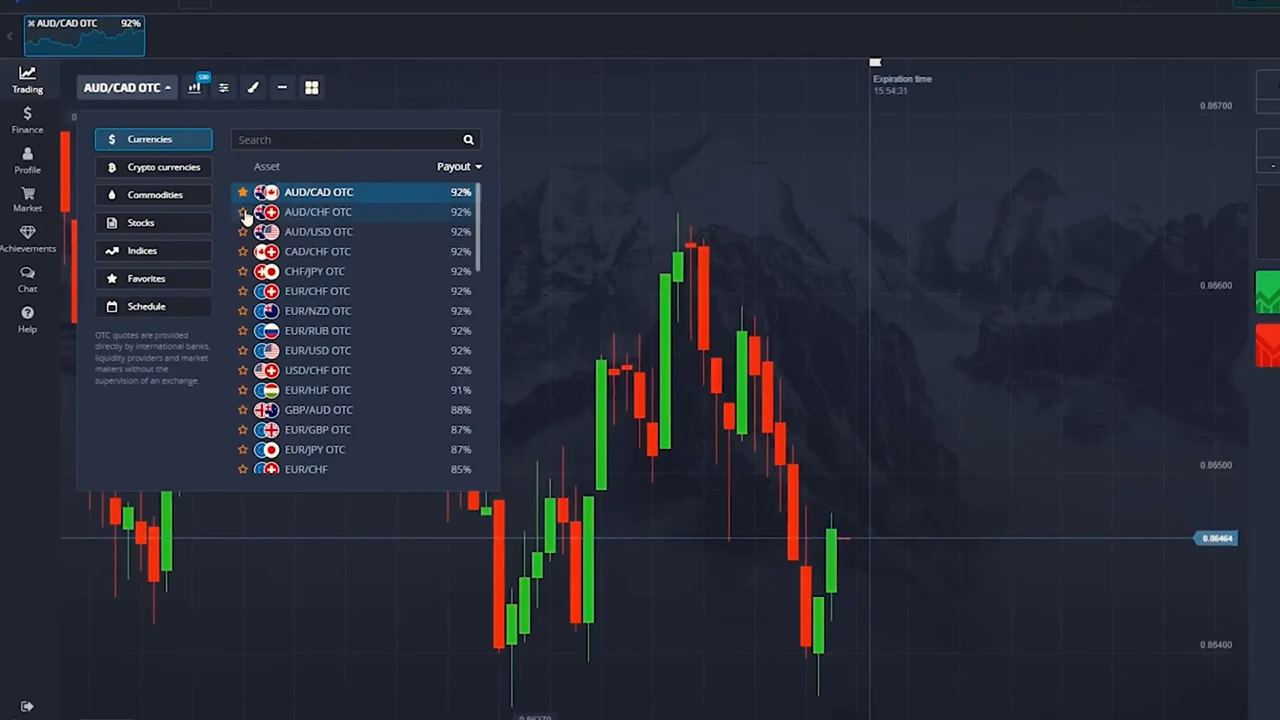 AUD/CAD OTC 92%
Trading
Finance
Profile
Market
Achievements
Chat
Help
AUD/CAD OTC
S30
Expiration time
15:54:31
Currencies
Crypto currencies
Commodities
Stocks
Indices
Favorites
Schedule
OTC quotes are provided
directly by international banks,
liquidity providers and market
makers without the
supervision of an exchange.
Search
Asset Payout
AUD/CAD OTC 92%
AUD/CHF OTC 92%
AUD/USD OTC 92%
CAD/CHF OTC 92%
CHF/JPY OTC 92%
EUR/CHF OTC 92%
EUR/NZD OTC 92%
EUR/RUB OTC 92%
EUR/USD OTC 92%
USD/CHF OTC 92%
EUR/HUF OTC 91%
GBP/AUD OTC 88%
EUR/GBP OTC 87%
EUR/JPY OTC 87%
EUR/CHF 85%
0.86700
0.86600
0.86500
0.86464
0.86400